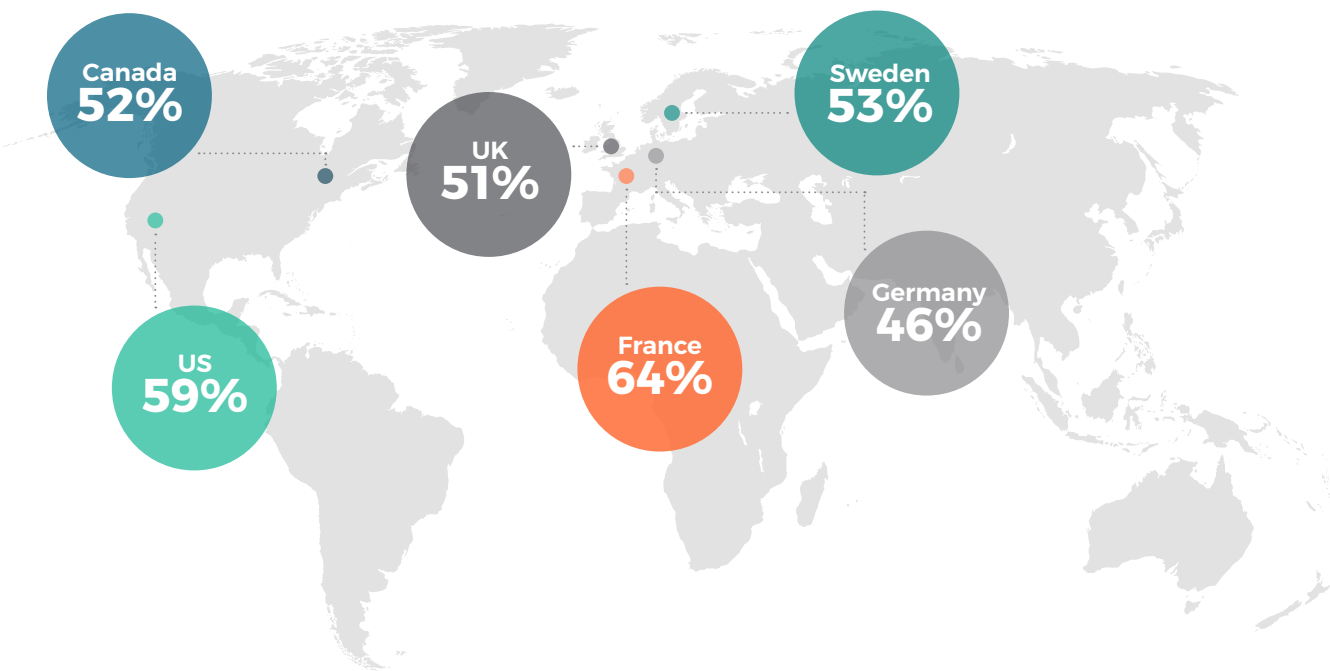 Canada
52%
UK
51%
Sweden
53%
US
59%
France
64%
Germany
46%